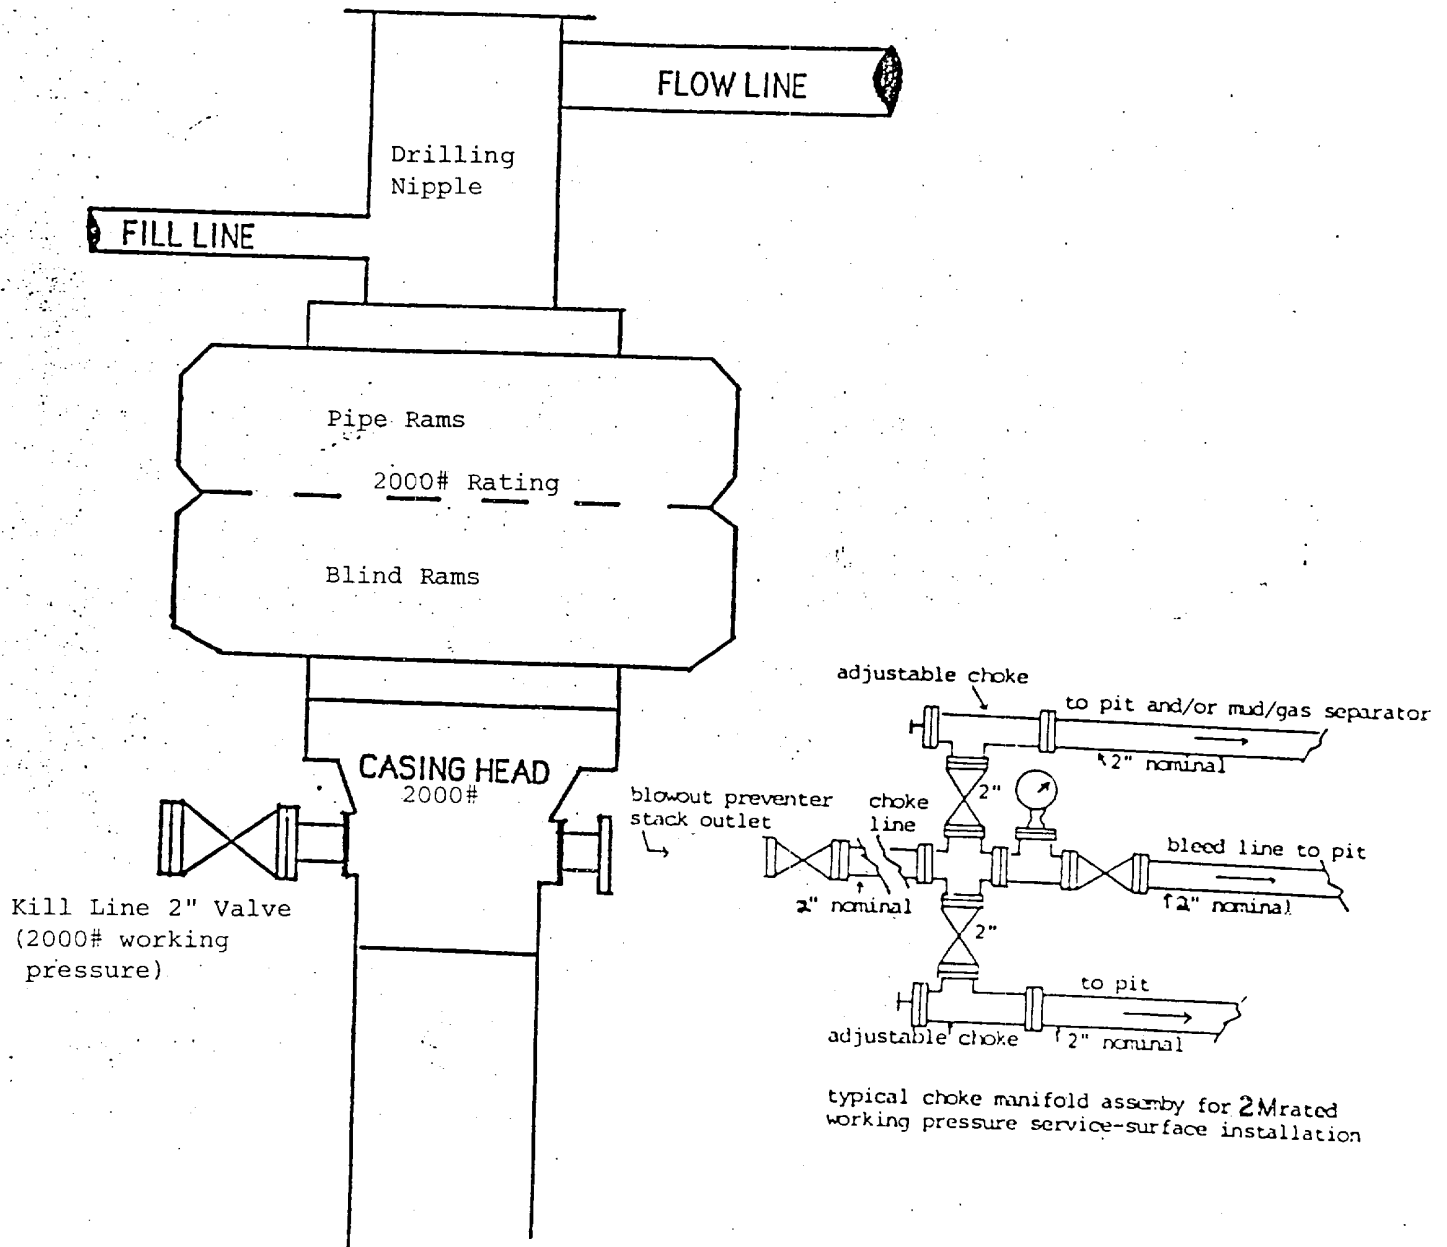 FLOW LINE
Drilling
Nipple
FILL LINE
Pipe Rams
2000# Rating
Blind Rams
CASING HEAD
2000#
Kill Line 2" Valve
(2000# working
pressure)
adjustable choke
to pit and/or mud/gas separator
2" nominal
2"
blowout preventer
stack outlet
choke
line
bleed line to pit
2" nominal
2" nominal
2"
to pit
adjustable choke
2" nominal
typical choke manifold assemby for 2M rated
working pressure service-surface installation